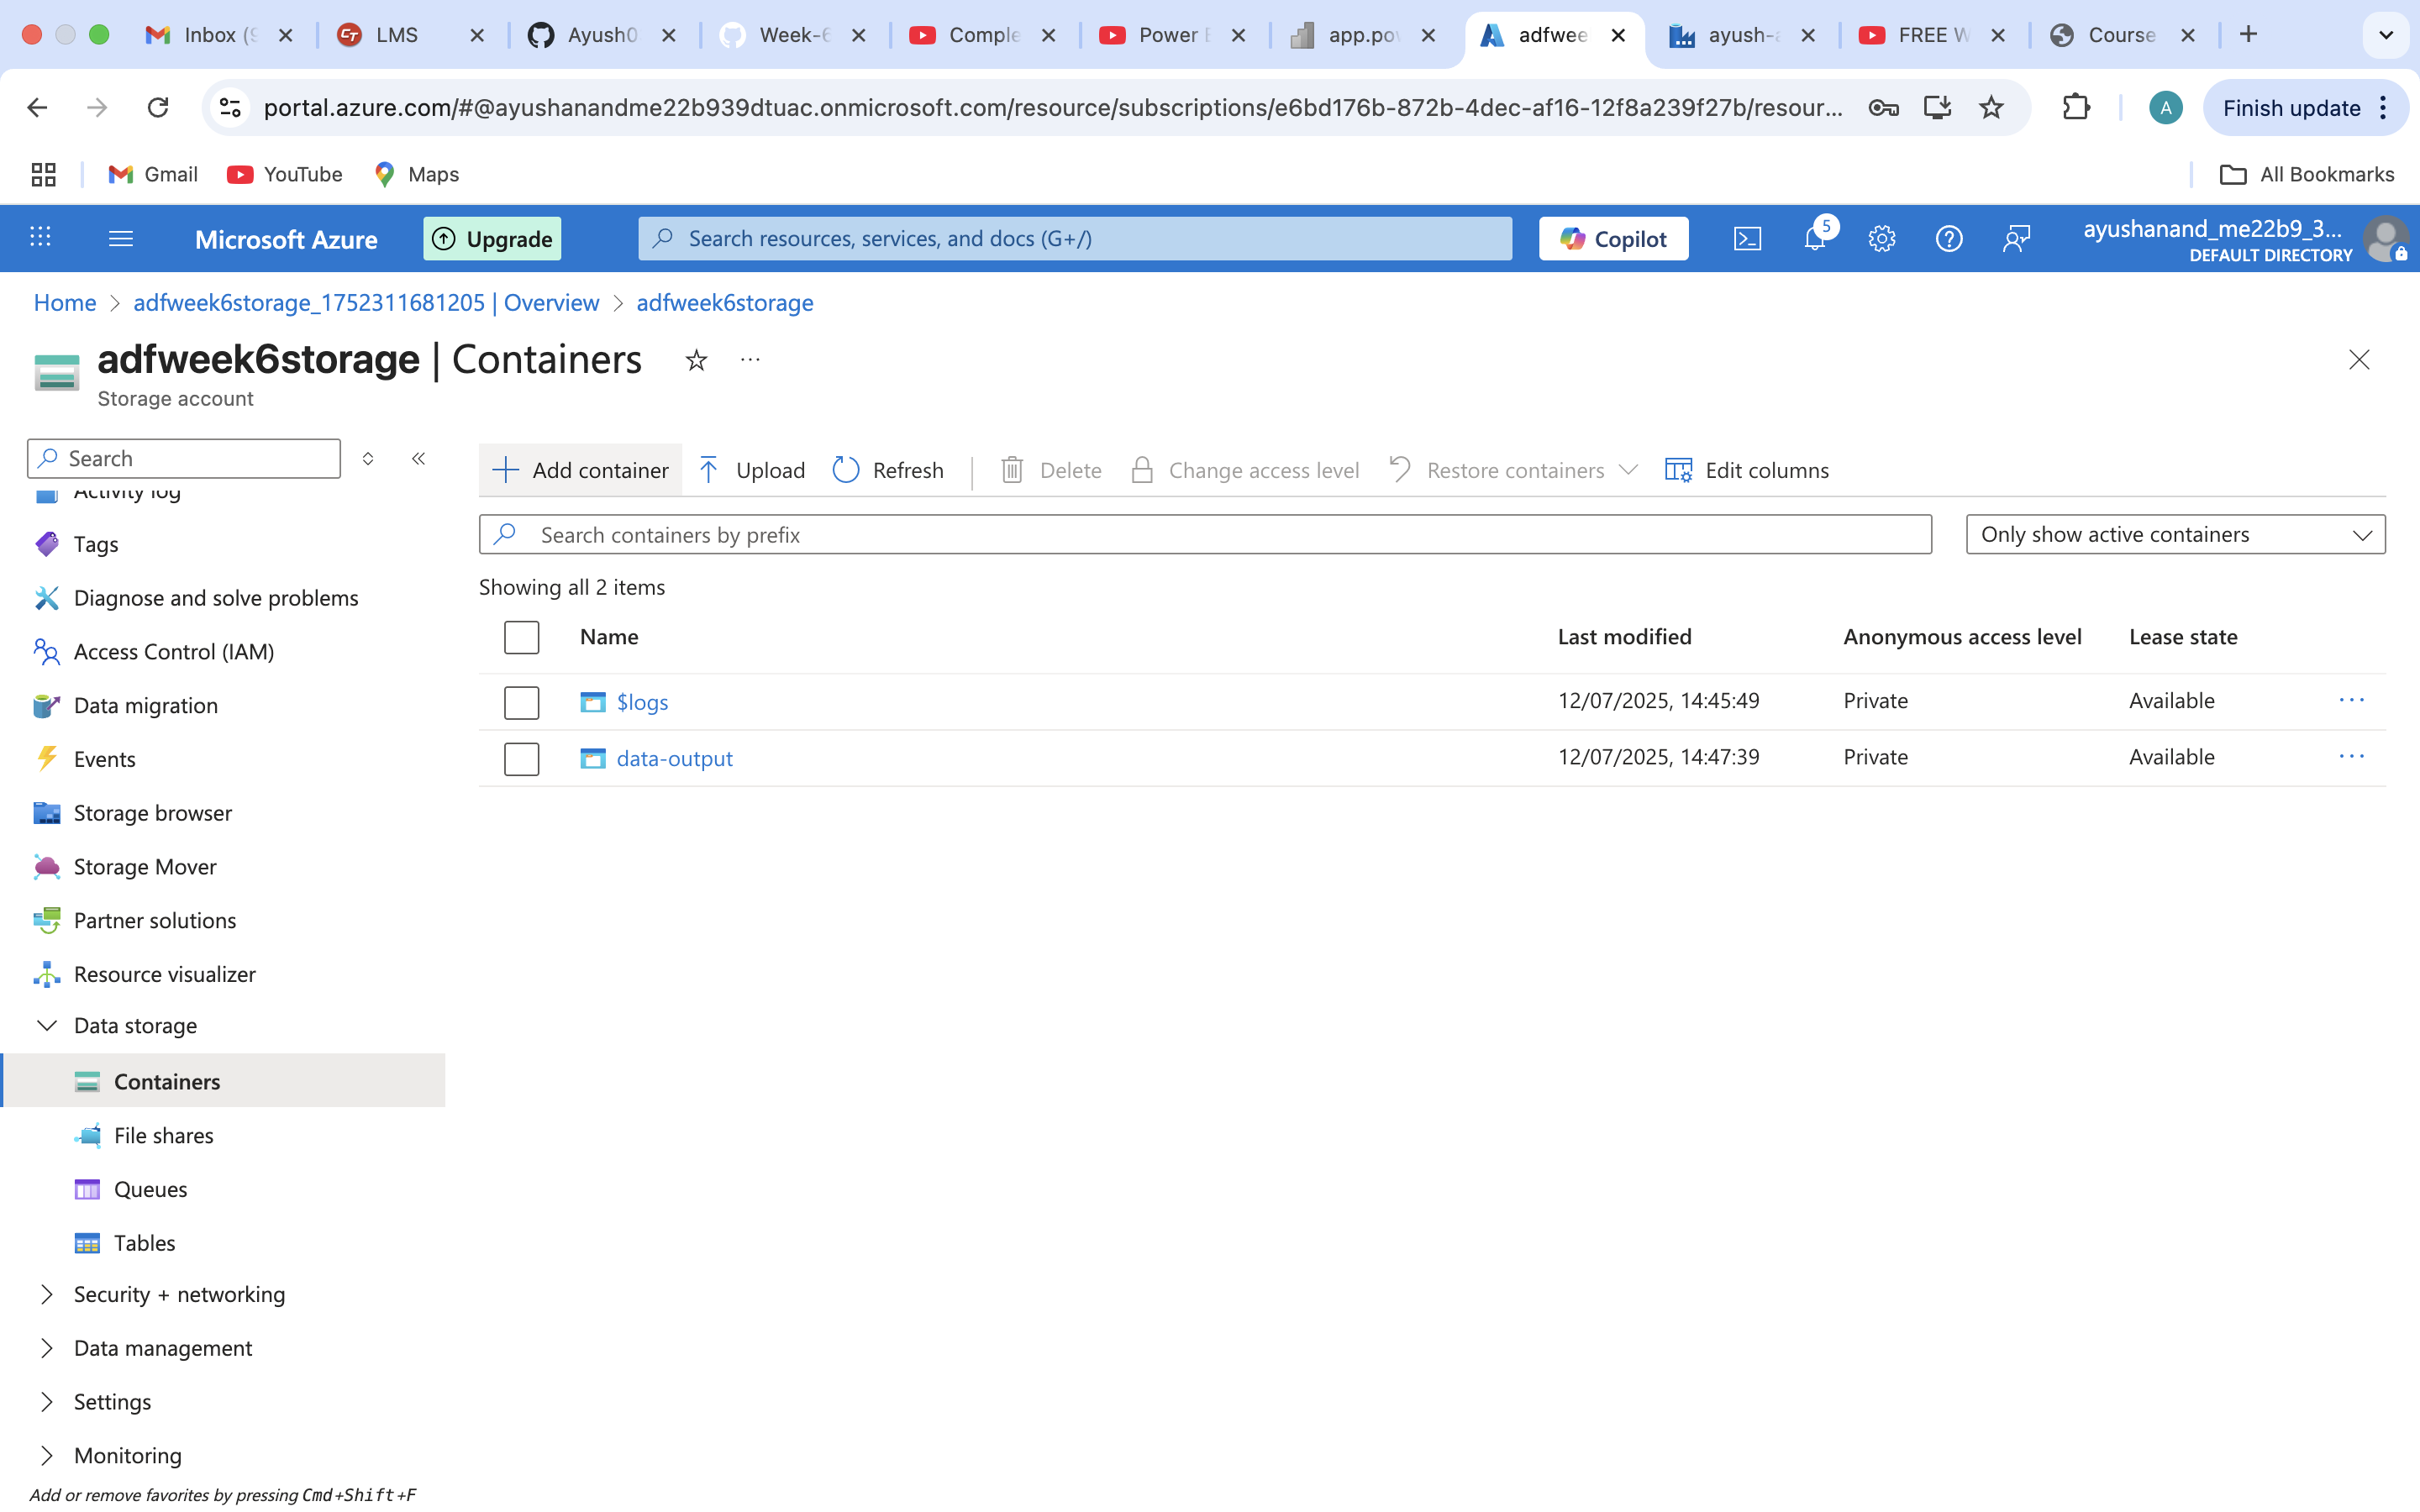 Inbox (9
LMS
Ayush0
Week-6
Comple
Power B
app.pov
adfwee
ayush-a
FREE W
Course
portal.azure.com/#@ayushanandme22b939dtuac.onmicrosoft.com/resource/subscriptions/e6bd176b-872b-4dec-af16-12f8a239f27b/resour...
A
Finish update
Gmail
YouTube
Maps
All Bookmarks
Microsoft Azure
Upgrade
Search resources, services, and docs (G+/)
Copilot
5
ayushanand_me22b9_3...
DEFAULT DIRECTORY
Home > adfweek6storage_1752311681205 | Overview > adfweek6storage
adfweek6storage | Containers
Storage account
Search
Add container
Upload
Refresh
Delete
Change access level
Restore containers
Edit columns
Search containers by prefix
Only show active containers
Showing all 2 items
Name Last modified Anonymous access level Lease state
$logs 12/07/2025, 14:45:49 Private Available
data-output 12/07/2025, 14:47:39 Private Available
Activity log
Tags
Diagnose and solve problems
Access Control (IAM)
Data migration
Events
Storage browser
Storage Mover
Partner solutions
Resource visualizer
Data storage
Containers
File shares
Queues
Tables
Security + networking
Data management
Settings
Monitoring
Add or remove favorites by pressing Cmd+Shift+F